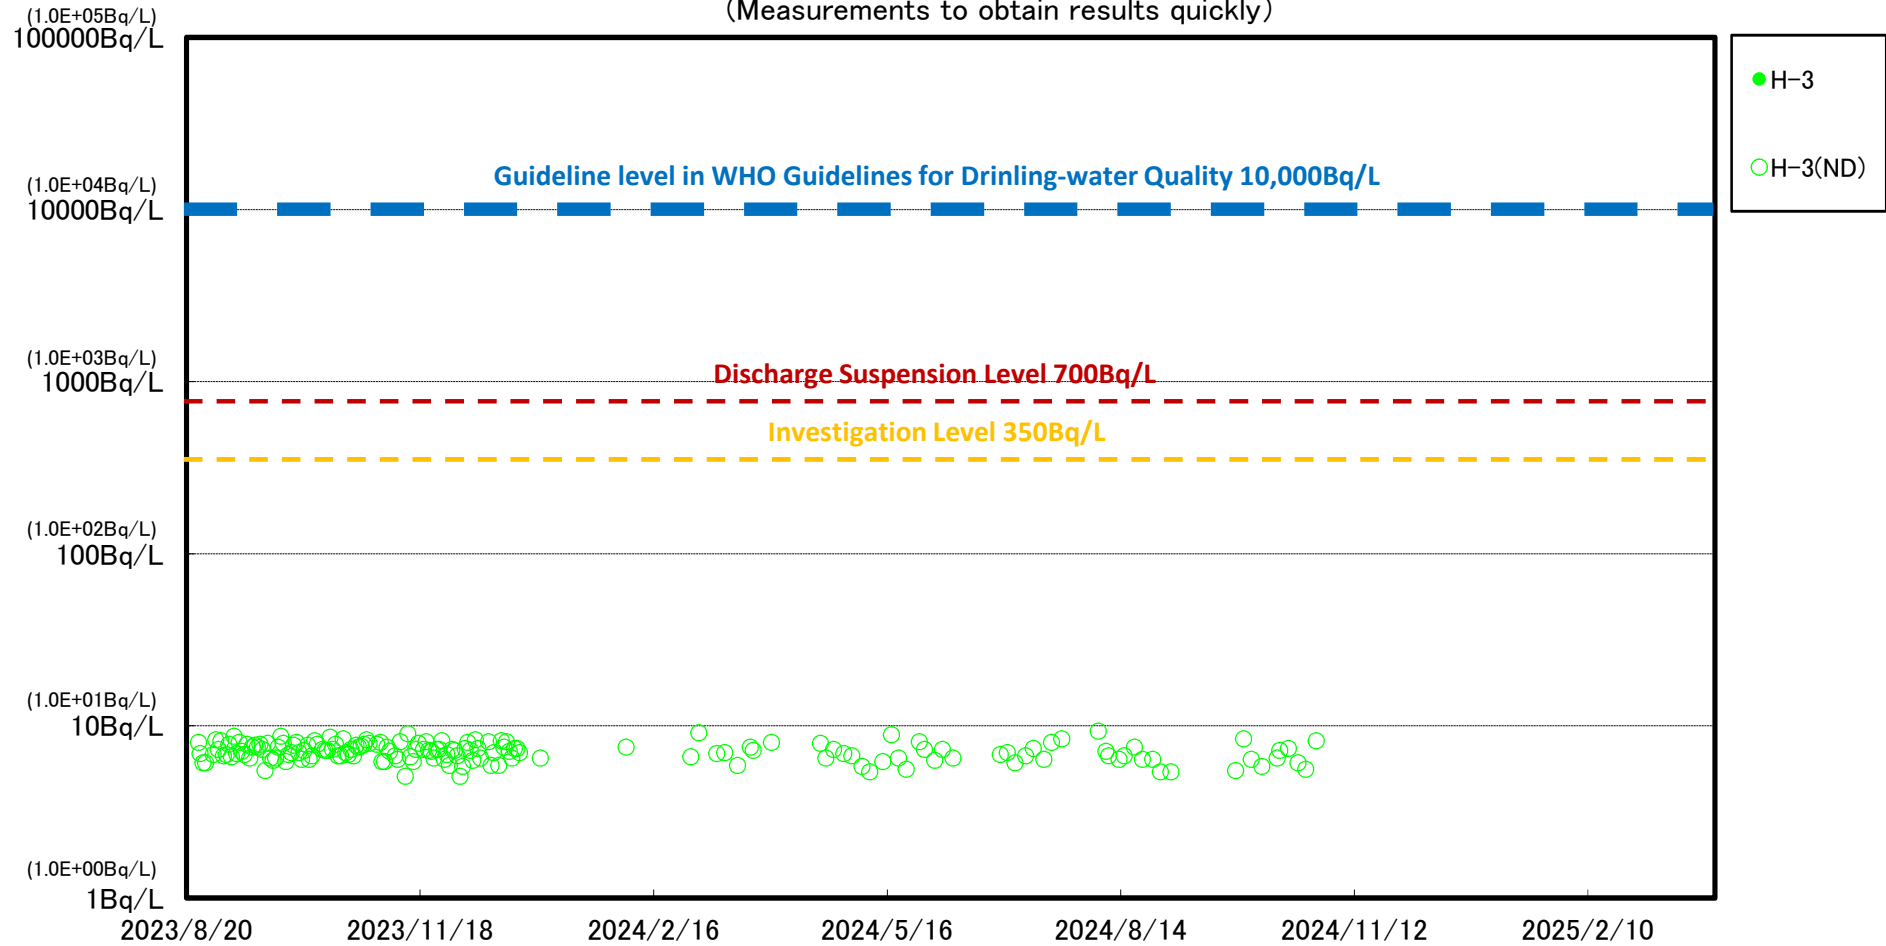 (Measurements to obtain results quickly)
(1.0E+05Bq/L)
100000Bq/L
H-3
H-3(ND)
Guideline level in WHO Guidelines for Drinling-water Quality 10,000Bq/L
(1.0E+04Bq/L)
10000Bq/L
(1.0E+03Bq/L)
1000Bq/L
Discharge Suspension Level 700Bq/L
Investigation Level 350Bq/L
(1.0E+02Bq/L)
100Bq/L
(1.0E+01Bq/L)
10Bq/L
(1.0E+00Bq/L)
1Bq/L
2023/8/20 2023/11/18 2024/2/16 2024/5/16 2024/8/14 2024/11/12 2025/2/10